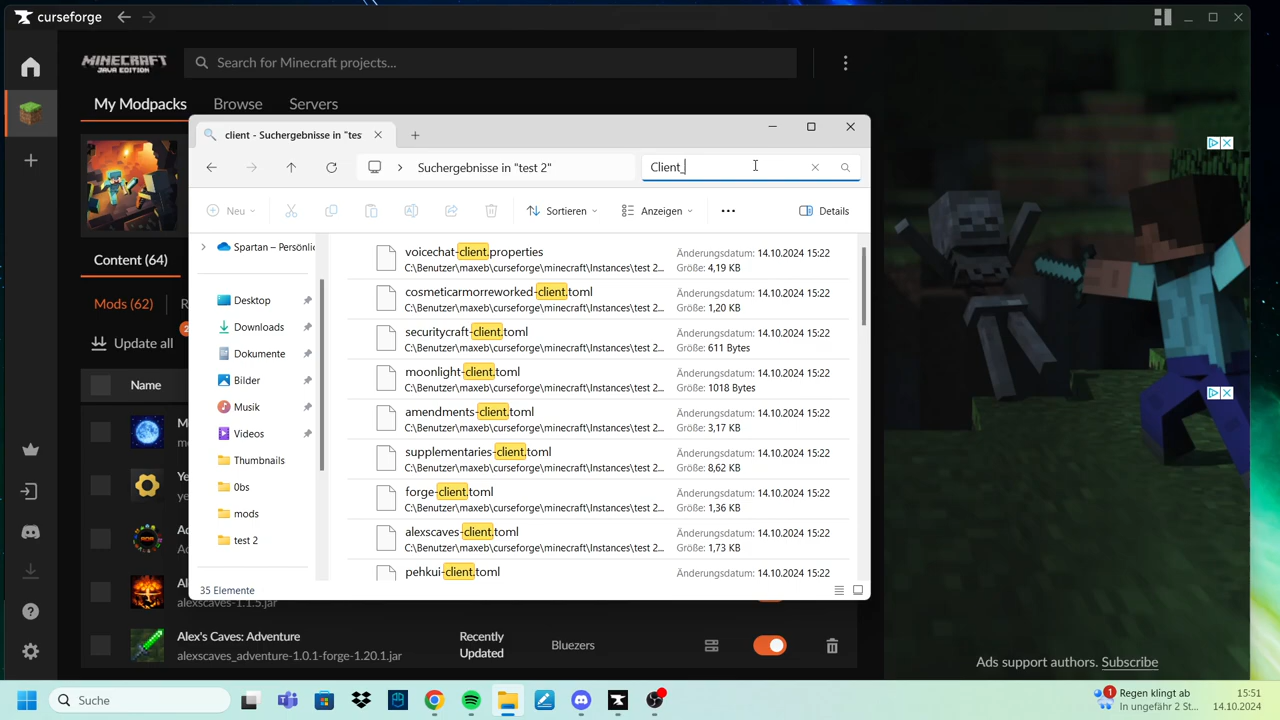 curseforge
MINECRAFT
JAVA EDITION
Search for Minecraft projects...
My Modpacks
Browse
Servers
Content (64)
Mods (62)
R
Update all
2
Name
client - Suchergebnisse in "tes
Suchergebnisse in "test 2"
Client_
Neu
Sortieren
Anzeigen
Details
Spartan – Persönlic
Desktop
Downloads
Dokumente
Bilder
Musik
Videos
Thumbnails
0bs
mods
test 2
voicechat-client.properties
C:\Benutzer\maxeb\curseforge\minecraft\Instances\test 2...
Änderungsdatum: 14.10.2024 15:22
Größe: 4,19 KB
cosmeticarmorreworked-client.toml
C:\Benutzer\maxeb\curseforge\minecraft\Instances\test 2...
Änderungsdatum: 14.10.2024 15:22
Größe: 1,20 KB
securitycraft-client.toml
C:\Benutzer\maxeb\curseforge\minecraft\Instances\test 2...
Änderungsdatum: 14.10.2024 15:22
Größe: 611 Bytes
moonlight-client.toml
C:\Benutzer\maxeb\curseforge\minecraft\Instances\test 2...
Änderungsdatum: 14.10.2024 15:22
Größe: 1018 Bytes
amendments-client.toml
C:\Benutzer\maxeb\curseforge\minecraft\Instances\test 2...
Änderungsdatum: 14.10.2024 15:22
Größe: 3,17 KB
supplementaries-client.toml
C:\Benutzer\maxeb\curseforge\minecraft\Instances\test 2...
Änderungsdatum: 14.10.2024 15:22
Größe: 8,62 KB
forge-client.toml
C:\Benutzer\maxeb\curseforge\minecraft\Instances\test 2...
Änderungsdatum: 14.10.2024 15:22
Größe: 1,36 KB
alexscaves-client.toml
C:\Benutzer\maxeb\curseforge\minecraft\Instances\test 2...
Änderungsdatum: 14.10.2024 15:22
Größe: 1,73 KB
pehkui-client.toml
Änderungsdatum: 14.10.2024 15:22
35 Elemente
M
me
Ye
ye
Ad
Ad
Al
alexscaves-1.1.5.jar
Alex's Caves: Adventure
alexscaves_adventure-1.0.1-forge-1.20.1.jar
Recently
Updated
Bluezers
Ads support authors. Subscribe
Suche
1
Regen klingt ab
In ungefähr 2 St...
15:51
14.10.2024